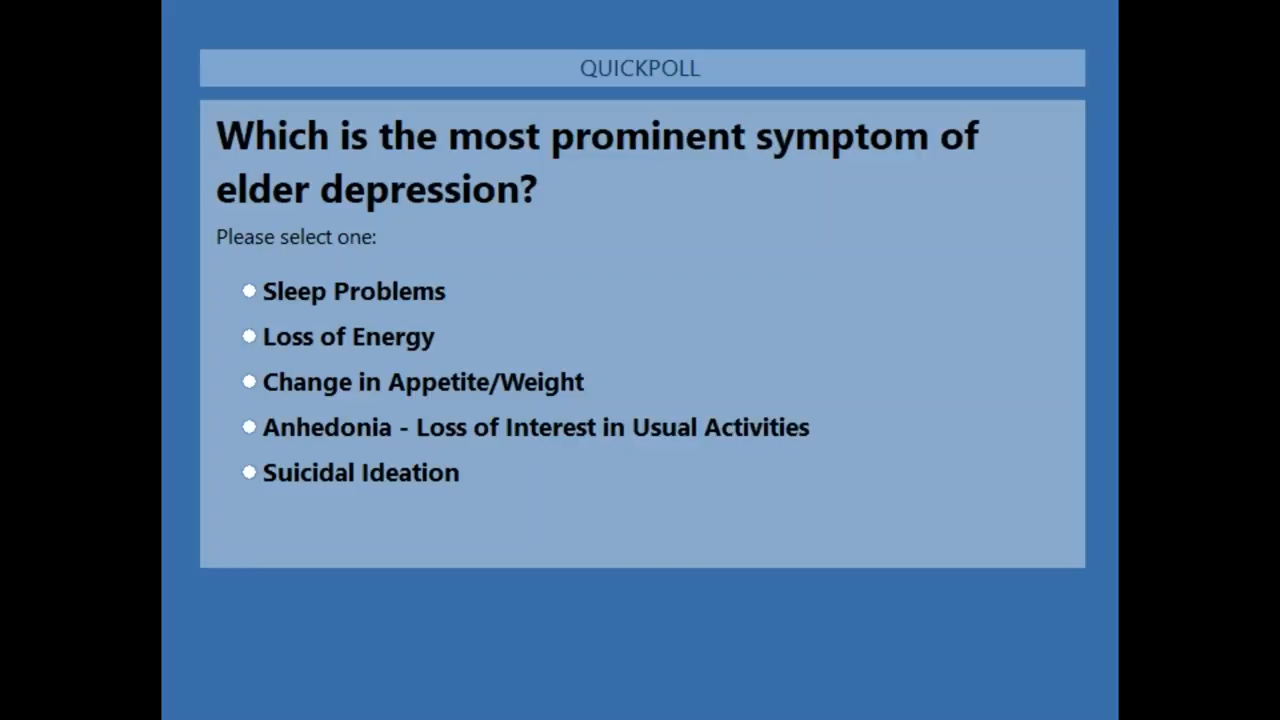 QUICKPOLL
Which is the most prominent symptom of
elder depression?
Please select one:
Sleep Problems
Loss of Energy
Change in Appetite/Weight
Anhedonia - Loss of Interest in Usual Activities
Suicidal Ideation